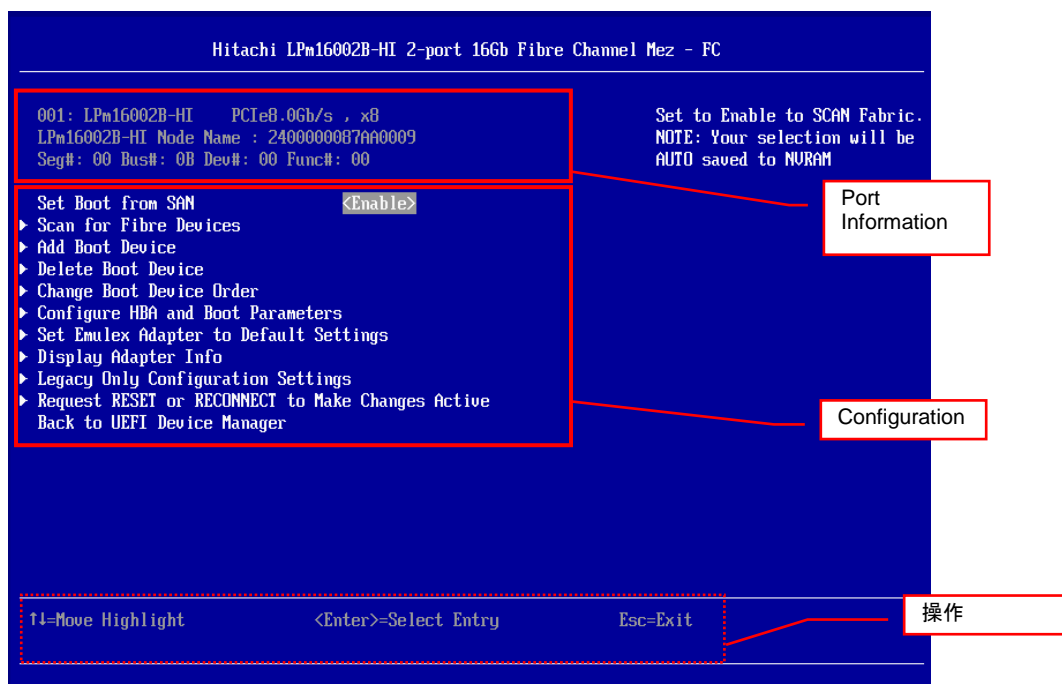 Hitachi LPm16002B-HI 2-port 16Gb Fibre Channel Mez - FC
001: LPm16002B-HI PCIe8.0Gb/s , x8
LPm16002B-HI Node Name : 2400000087AA0009
Seg#: 00 Bus#: 0B Dev#: 00 Func#: 00
Set to Enable to SCAN Fabric.
NOTE: Your selection will be
AUTO saved to NVRAM
Port
Information
Set Boot from SAN <Enable>
▶ Scan for Fibre Devices
▶ Add Boot Device
▶ Delete Boot Device
▶ Change Boot Device Order
▶ Configure HBA and Boot Parameters
▶ Set Emulex Adapter to Default Settings
▶ Display Adapter Info
▶ Legacy Only Configuration Settings
▶ Request RESET or RECONNECT to Make Changes Active
Back to UEFI Device Manager
Configuration
↑↓=Move Highlight <Enter>=Select Entry Esc=Exit
操作